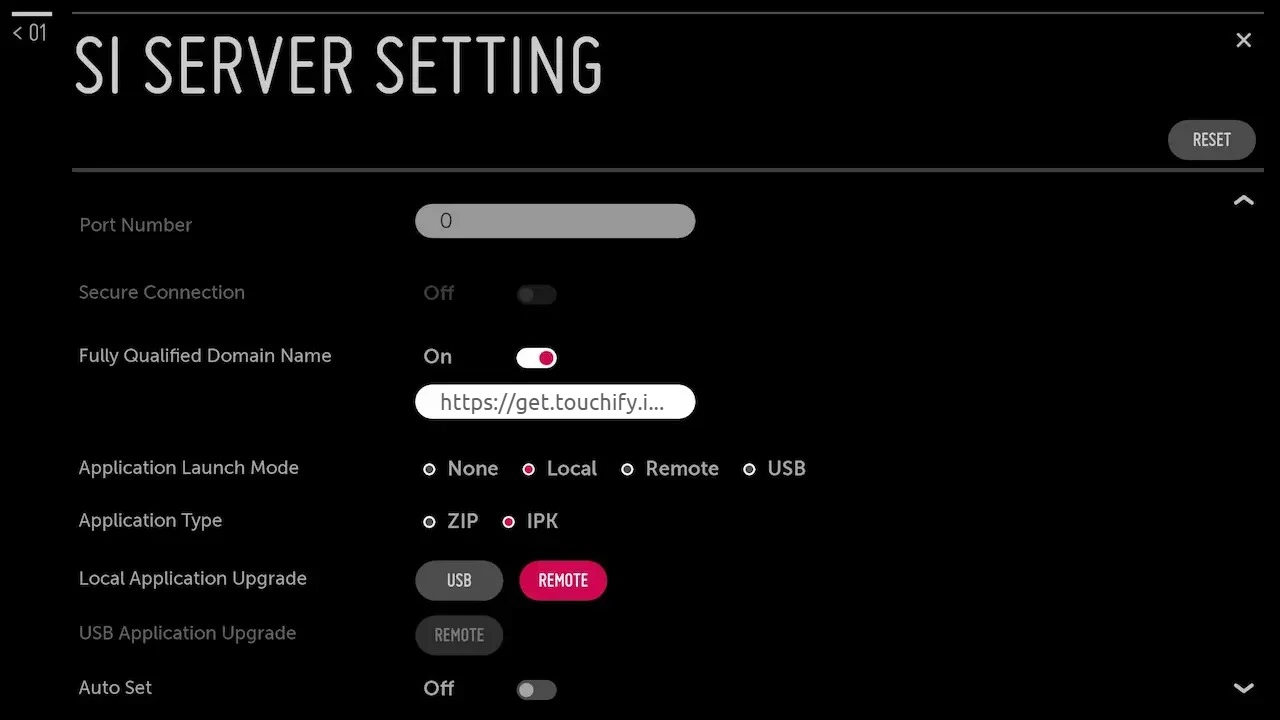 < 01
SI SERVER SETTING
RESET
Port Number 0
Secure Connection Off
Fully Qualified Domain Name On
https://get.touchify.i...
Application Launch Mode None Local Remote USB
Application Type ZIP IPK
Local Application Upgrade USB REMOTE
USB Application Upgrade REMOTE
Auto Set Off